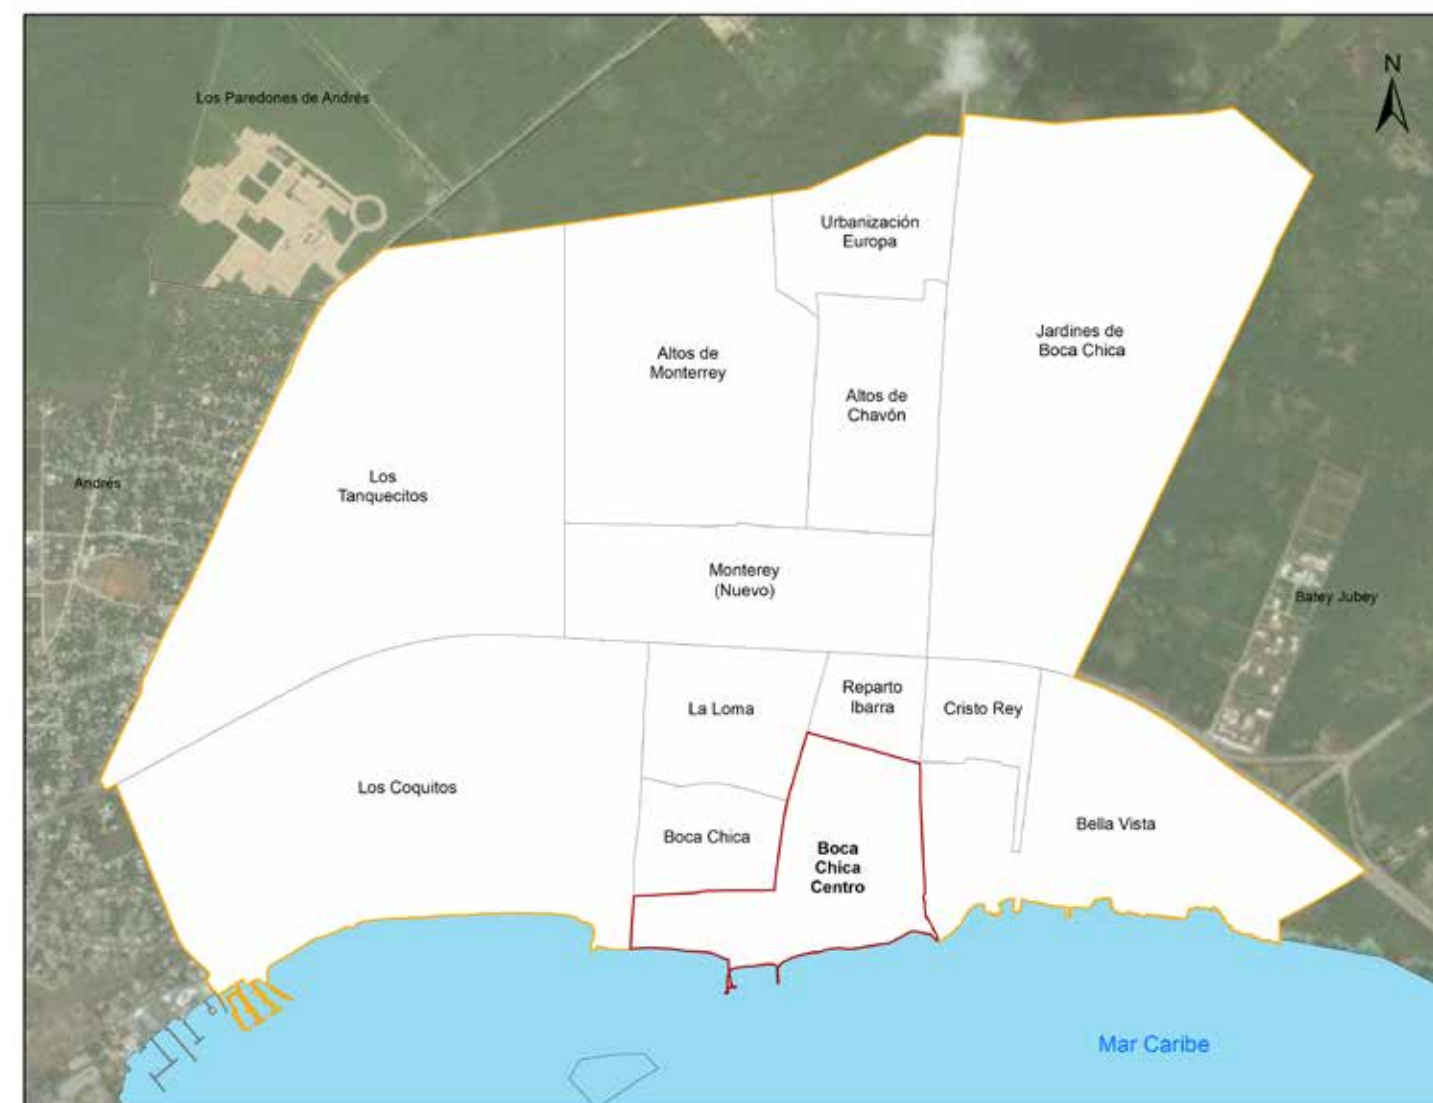 N
Los Paredones de Andrés
Urbanización
Europa
Jardines de
Boca Chica
Altos de
Monterrey
Altos de
Chavón
Los
Tanquecitos
Andrés
Monterey
(Nuevo)
Batey Jubey
Reparto
Ibarra
La Loma
Cristo Rey
Los Coquitos
Bella Vista
Boca Chica
Boca
Chica
Centro
Mar Caribe